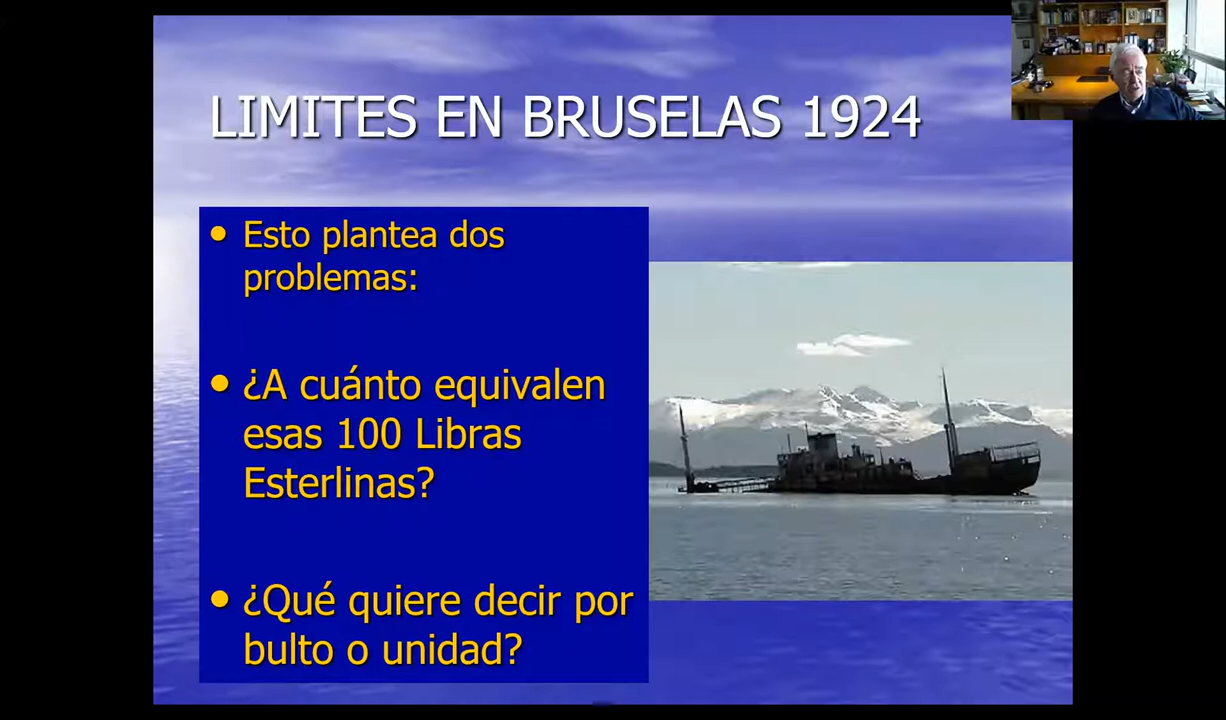 LIMITES EN BRUSELAS 1924
• Esto plantea dos
problemas:
• ¿A cuánto equivalen
esas 100 Libras
Esterlinas?
• ¿Qué quiere decir por
bulto o unidad?